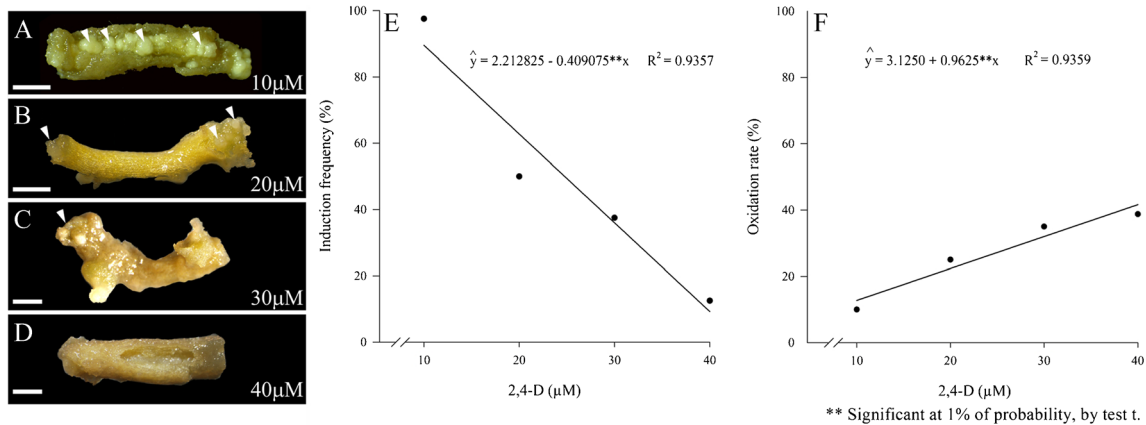 A
10µM
B
20µM
C
30µM
D
40µM
E
ŷ = 2.212825 - 0.409075**x R² = 0.9357
Induction frequency (%)
100
80
60
40
20
0
10 20 30 40
2,4-D (µM)
F
ŷ = 3.1250 + 0.9625**x R² = 0.9359
Oxidation rate (%)
100
80
60
40
20
0
10 20 30 40
2,4-D (µM)
** Significant at 1% of probability, by test t.